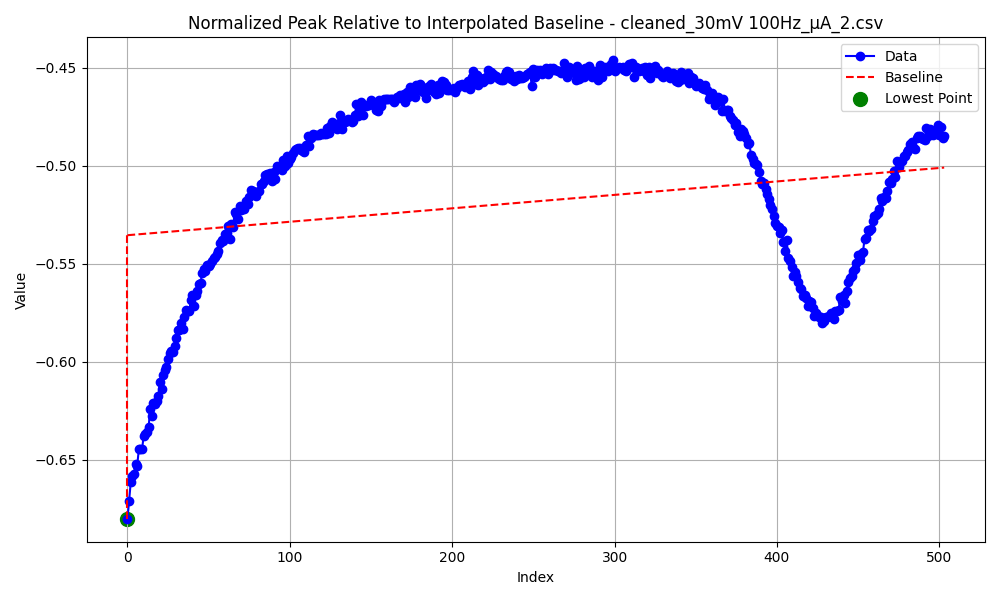 Normalized Peak Relative to Interpolated Baseline - cleaned_30mV 100Hz_µA_2.csv
Data
Baseline
Lowest Point
−0.45
−0.50
−0.55
−0.60
−0.65
Value
0 100 200 300 400 500
Index